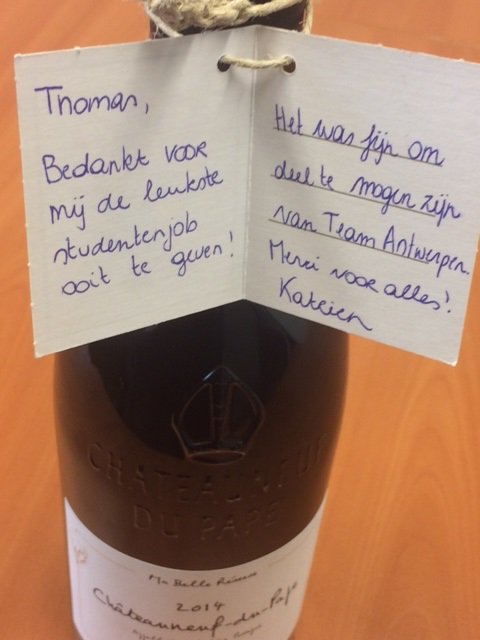 Thomas,
Bedankt voor
mij de leukste
studentenjob
ooit te geven!
Het was fijn om
deel te mogen zijn
van Team Antwerpen.
Merci voor alles!
Katrien
CHATEAUNEUF
DU PAPE
Ma Belle Réserve
2014
Châteauneuf-du-Pape